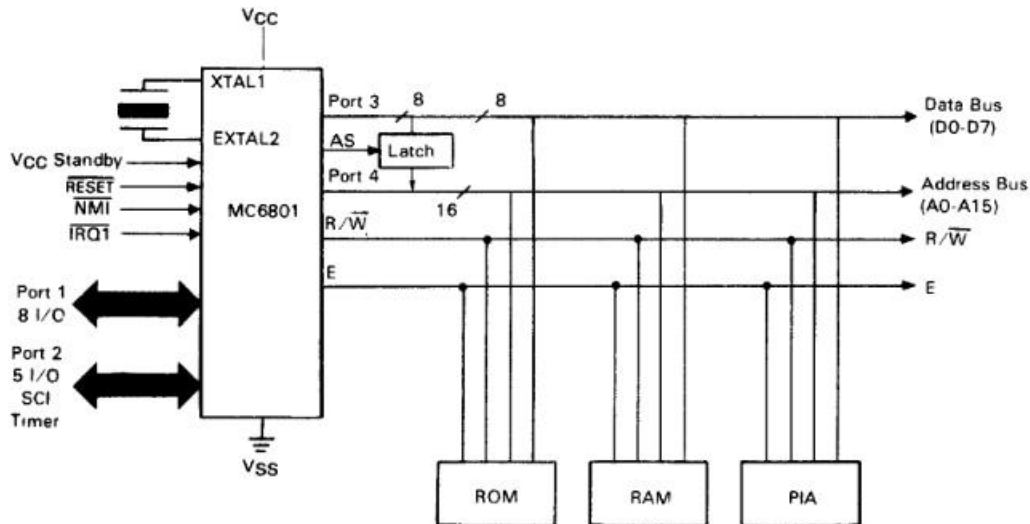 VCC
XTAL1
EXTAL2
VCC Standby
RESET
NMI
IRQ1
MC6801
Port 1
8 I/O
Port 2
5 I/O
SCI
Timer
VSS
Port 3
8
8
AS
Latch
Port 4
16
R/W
E
Data Bus
(D0-D7)
Address Bus
(A0-A15)
R/W
E
ROM
RAM
PIA